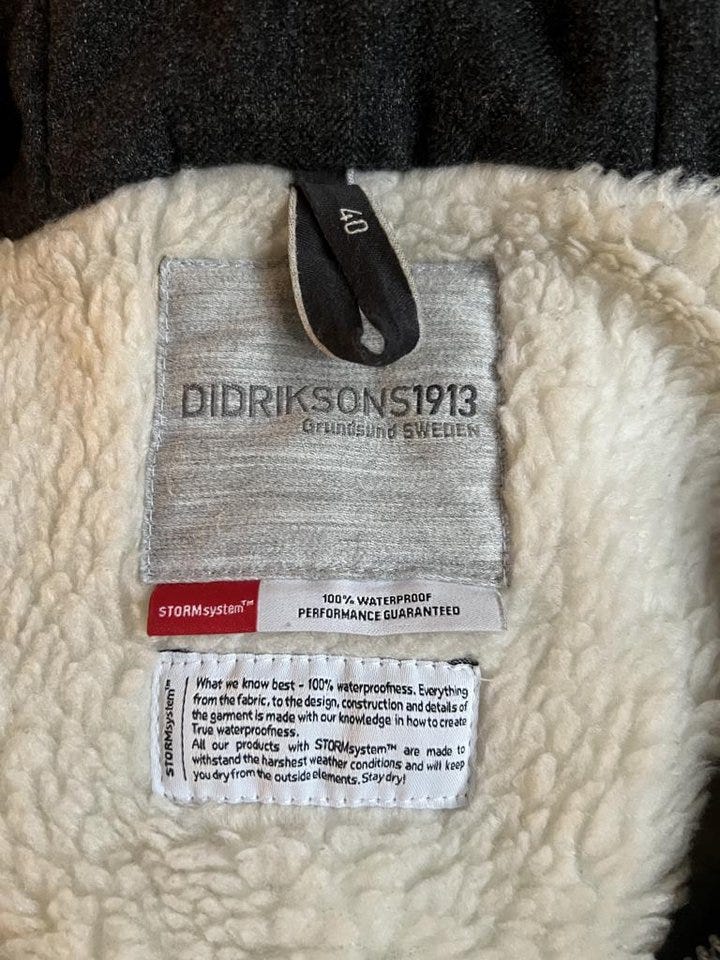 40
DIDRIKSONS1913
Grundsund SWEDEN
STORMsystem™
100% WATERPROOF
PERFORMANCE GUARANTEED
STORMsystem™
What we know best - 100% waterproofness. Everything
from the fabric, to the design, construction and details of
the garment is made with our knowledge in how to create
True waterproofness.
All our products with STORMsystem™ are made to
withstand the harshest weather conditions and will keep
you dry from the outside elements. Stay dry!